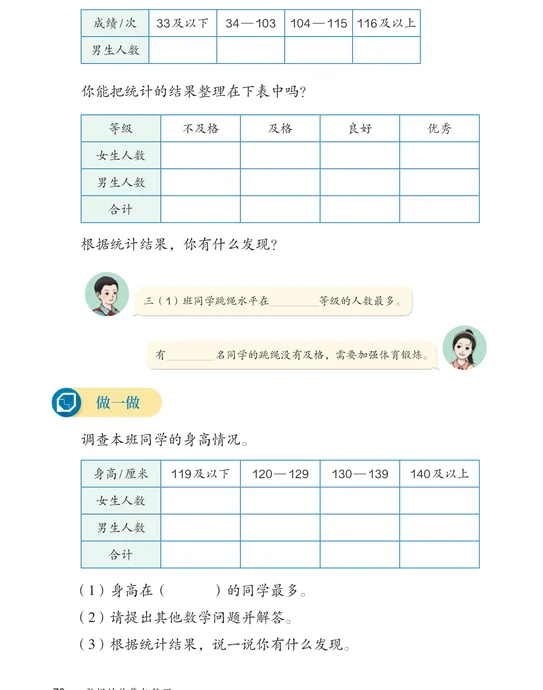 成绩/次 33及以下 34—103 104—115 116及以上
男生人数
你能把统计的结果整理在下表中吗?
等级 不及格 及格 良好 优秀
女生人数
男生人数
合计
根据统计结果，你有什么发现?
三（1）班同学跳绳水平在______等级的人数最多。
有______名同学的跳绳没有及格，需要加强体育锻炼。
做一做
调查本班同学的身高情况。
身高/厘米 119及以下 120—129 130—139 140及以上
女生人数
男生人数
合计
（1）身高在（ ）的同学最多。
（2）请提出其他数学问题并解答。
（3）根据统计结果，说一说你有什么发现。